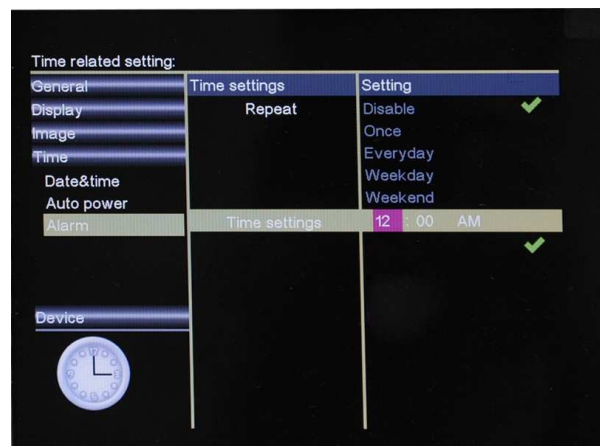 Time related setting:
General
Time settings
Setting
Display
Repeat
Disable
Image
Once
Time
Everyday
Date&time
Weekday
Auto power
Weekend
Alarm
Time settings
12 : 00 AM
Device